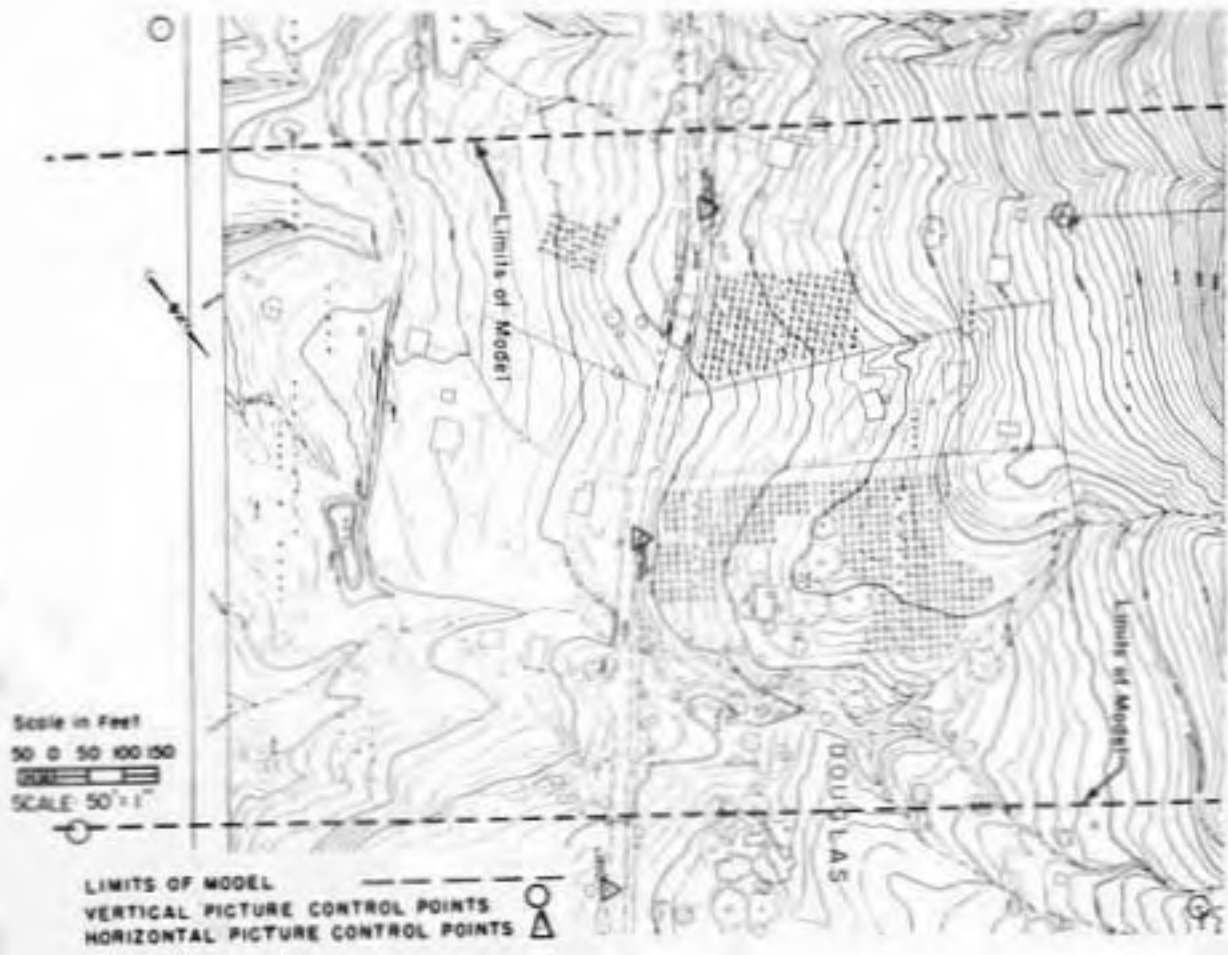 Limits of Model
Limits of Model
DOUGLAS
Scale in Feet
50 0 50 100 150
SCALE: 50'=1"
LIMITS OF MODEL
VERTICAL PICTURE CONTROL POINTS
HORIZONTAL PICTURE CONTROL POINTS